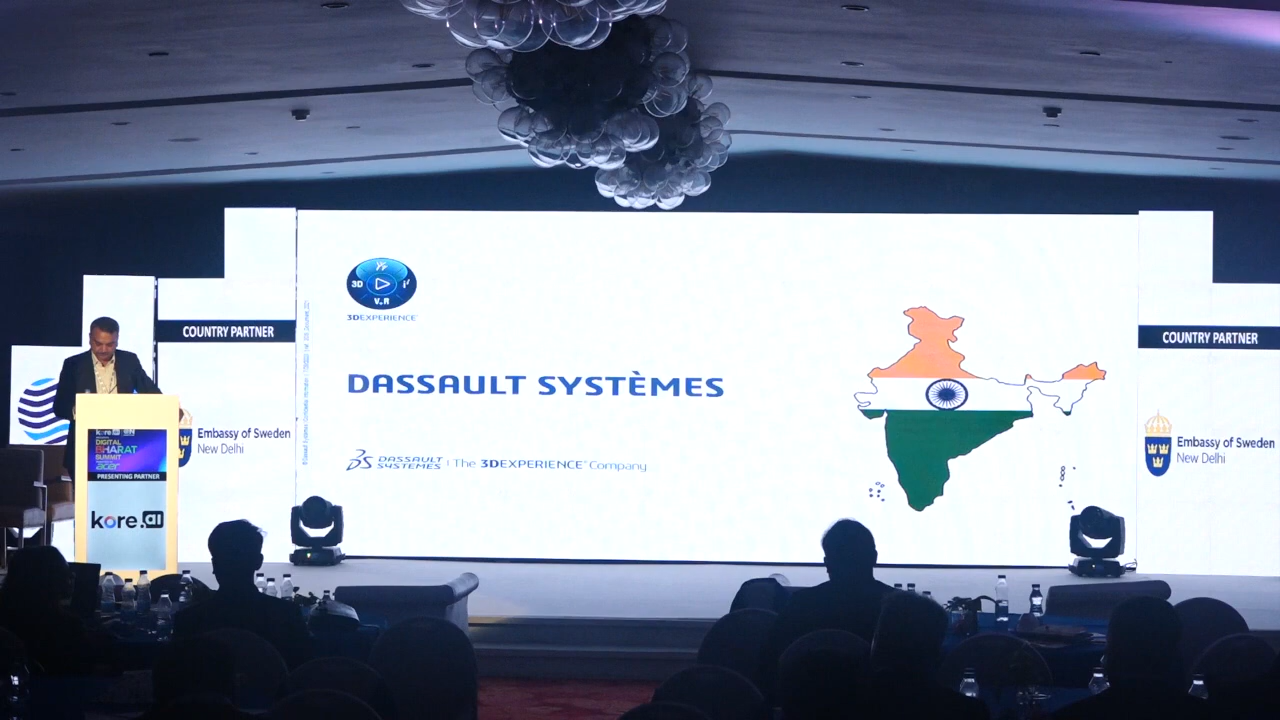 COUNTRY PARTNER
Embassy of Sweden
New Delhi
kore.ai
DIGITAL
BHARAT
SUMMIT
acer
PRESENTING PARTNER
kore.ai
3D
V+R
3DEXPERIENCE
DASSAULT SYSTÈMES
3DS DASSAULT SYSTEMES | The 3DEXPERIENCE Company
COUNTRY PARTNER
Embassy of Sweden
New Delhi